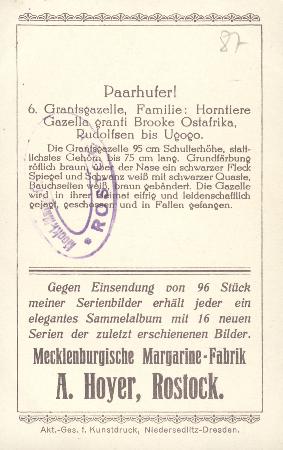 87
Paarhufer!
6. Grantsgazelle, Familie: Horntiere
Gazella granti Brooke Ostafrika,
Rudolfsen bis Ugogo.
Die Grantsgazelle 95 cm Schulterhöhe, statt-
lichstes Gehörn bis 75 cm lang. Grundfärbung
rötlich braun, über der Nase ein schwarzer Fleck
Spiegel und Schwanz weiß mit schwarzer Quaste,
Bauchseiten weiß, braun gebändert. Die Gazelle
wird in ihrer Heimat eifrig und leidenschaftlich
gejagt, geschossen und in Fallen gefangen.
ROSTOCK
Gegen Einsendung von 96 Stück
meiner Serienbilder erhält jeder ein
elegantes Sammelalbum mit 16 neuen
Serien der zuletzt erschienenen Bilder.
Mecklenburgische Margarine-Fabrik
A. Hoyer, Rostock.
Akt.-Ges. f. Kunstdruck, Niedersedlitz-Dresden.